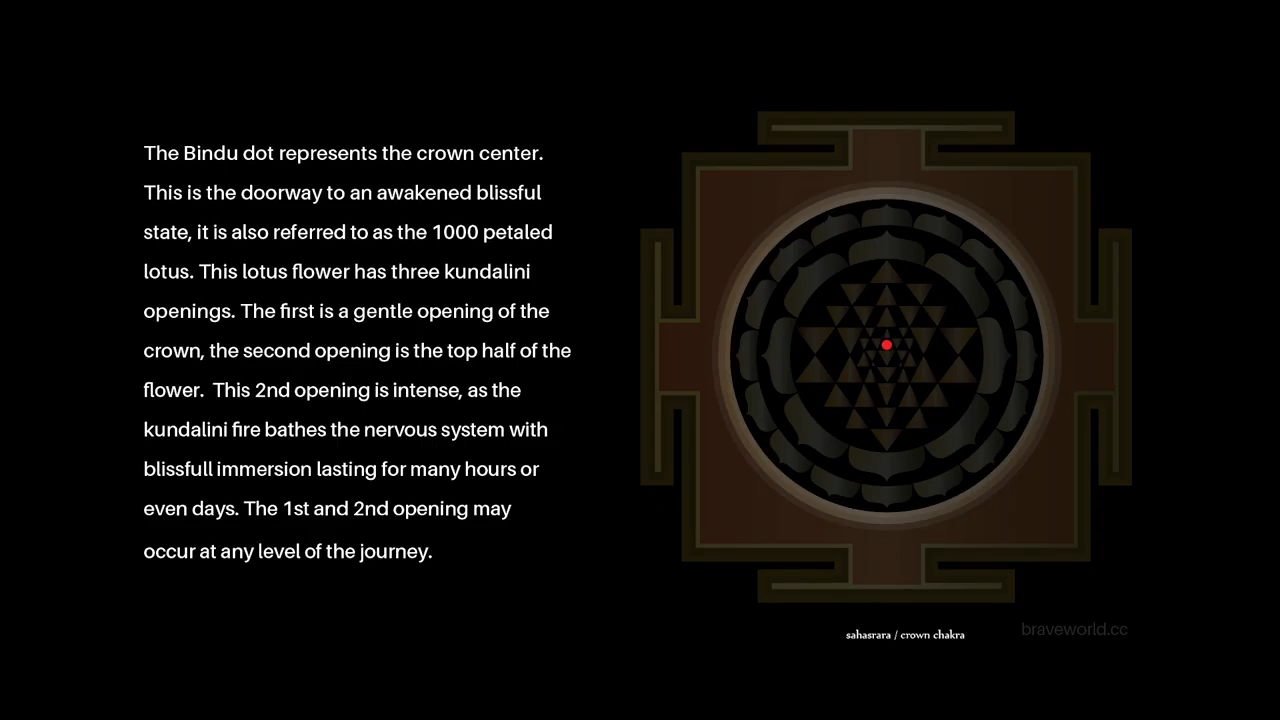 The Bindu dot represents the crown center.
This is the doorway to an awakened blissful
state, it is also referred to as the 1000 petaled
lotus. This lotus flower has three kundalini
openings. The first is a gentle opening of the
crown, the second opening is the top half of the
flower.  This 2nd opening is intense, as the
kundalini fire bathes the nervous system with
blissfull immersion lasting for many hours or
even days. The 1st and 2nd opening may
occur at any level of the journey.
sahasrara / crown chakra
braveworld.cc